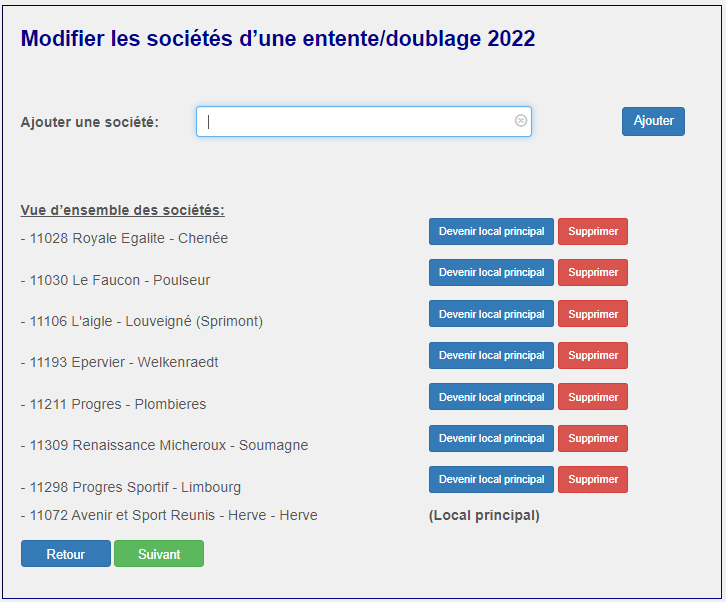 Modifier les sociétés d'une entente/doublage 2022
Ajouter une société:
Ajouter
Vue d'ensemble des sociétés:
- 11028 Royale Egalite - Chenée Devenir local principal Supprimer
- 11030 Le Faucon - Poulseur Devenir local principal Supprimer
- 11106 L'aigle - Louveigné (Sprimont) Devenir local principal Supprimer
- 11193 Epervier - Welkenraedt Devenir local principal Supprimer
- 11211 Progres - Plombieres Devenir local principal Supprimer
- 11309 Renaissance Micheroux - Soumagne Devenir local principal Supprimer
- 11298 Progres Sportif - Limbourg Devenir local principal Supprimer
- 11072 Avenir et Sport Reunis - Herve - Herve (Local principal)
Retour Suivant